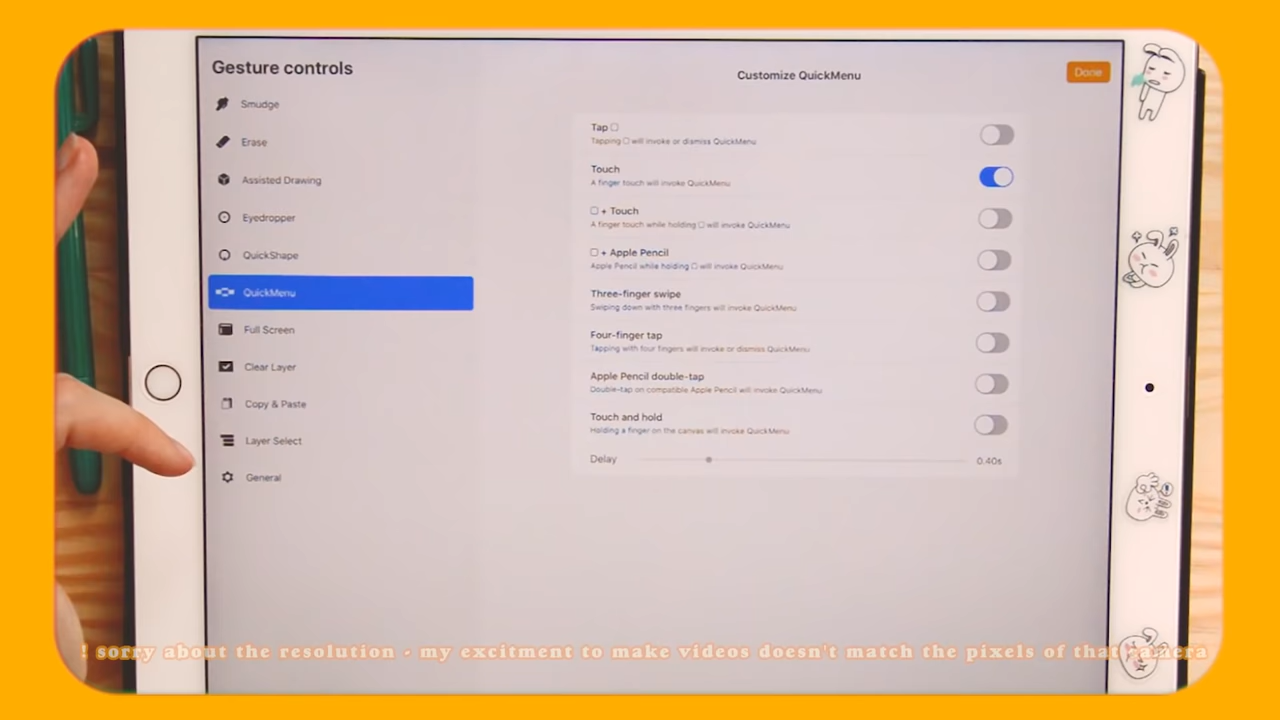 Gesture controls
Smudge
Erase
Assisted Drawing
Eyedropper
QuickShape
QuickMenu
Full Screen
Clear Layer
Copy & Paste
Layer Select
General
Customize QuickMenu
Done
Tap ▢
Tapping ▢ will invoke or dismiss QuickMenu
Touch
A finger touch will invoke QuickMenu
▢ + Touch
A finger touch while holding ▢ will invoke QuickMenu
▢ + Apple Pencil
Apple Pencil while holding ▢ will invoke QuickMenu
Three-finger swipe
Swiping down with three fingers will invoke QuickMenu
Four-finger tap
Tapping with four fingers will invoke or dismiss QuickMenu
Apple Pencil double-tap
Double-tap on compatible Apple Pencil will invoke QuickMenu
Touch and hold
Holding a finger on the canvas will invoke QuickMenu
Delay 0.40s
! sorry about the resolution - my excitment to make videos doesn't match the pixels of that camera